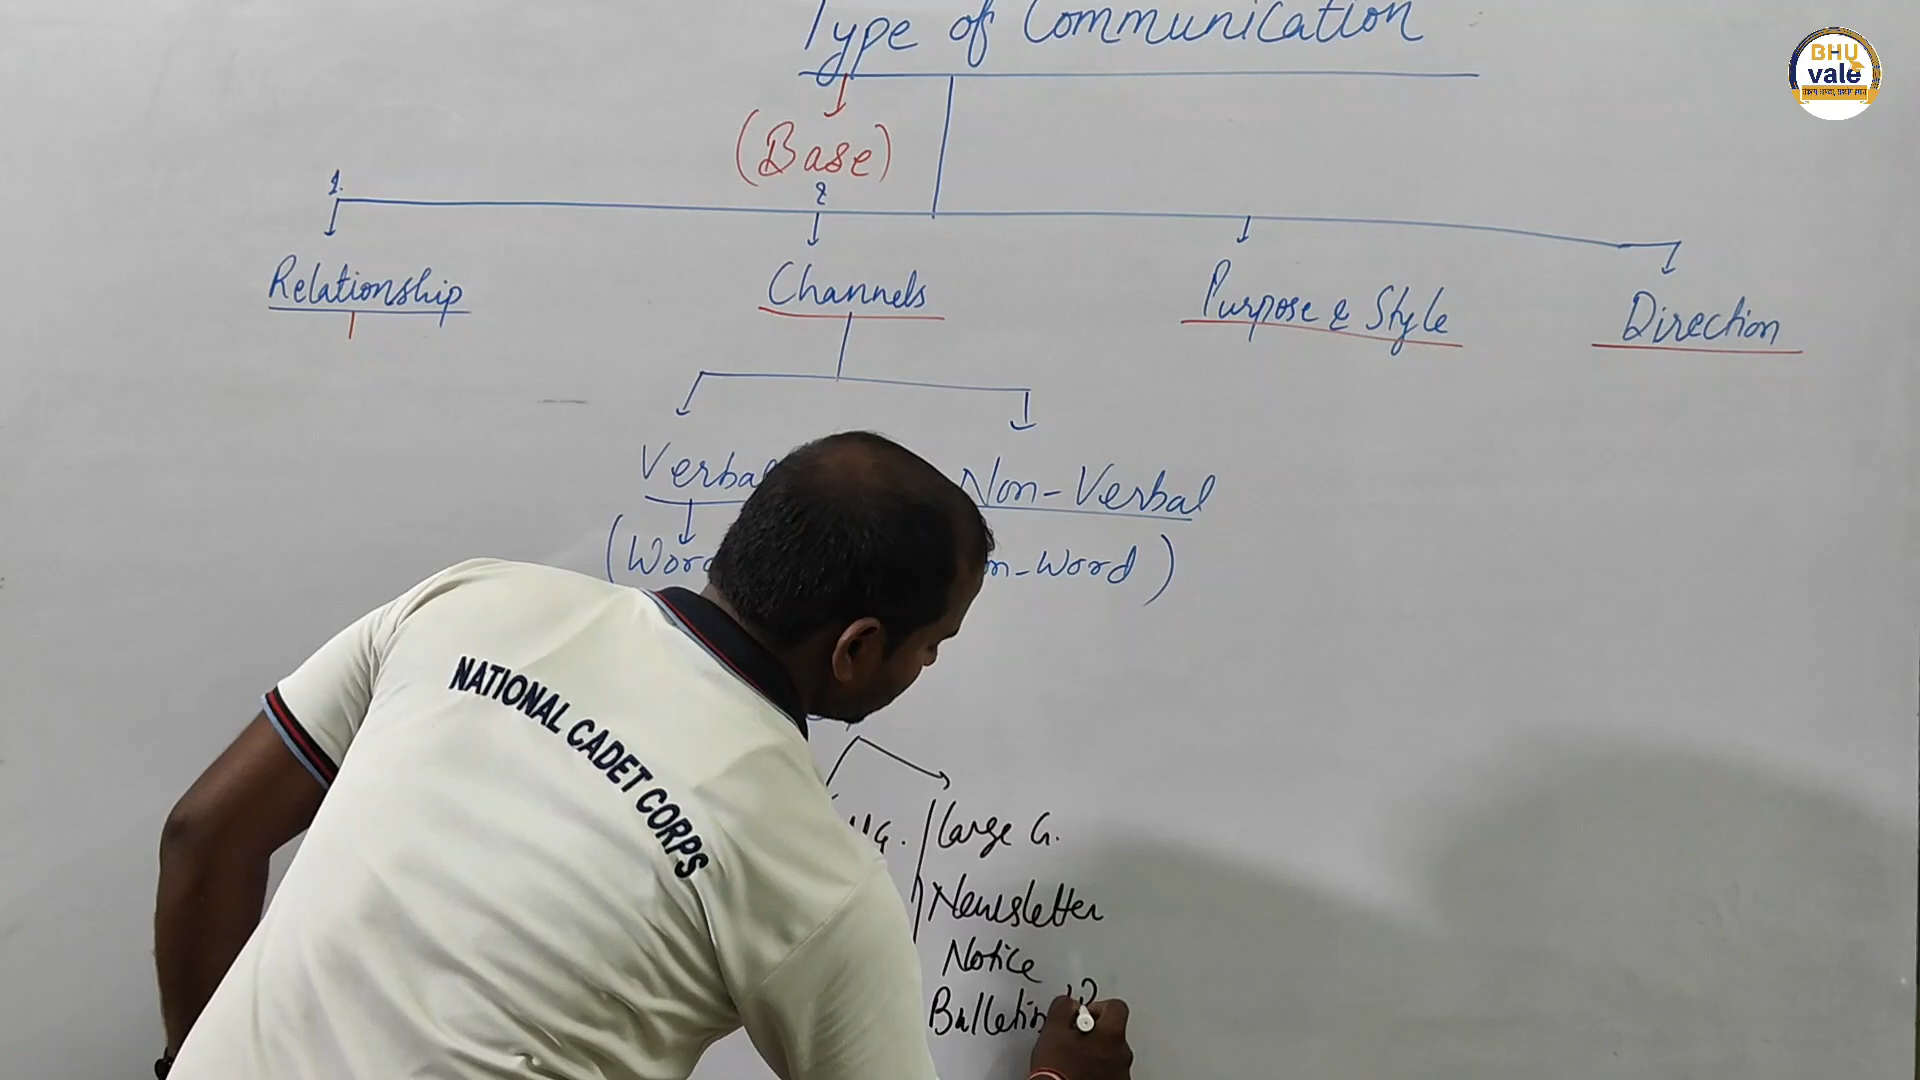 Type of Communication
BHU
vale
(Base)
1.
2
Relationship
Channels
Purpose & Style
Direction
Verbal
Non-Verbal
-Word)
NATIONAL CADET CORPS
Large G.
Newsletter
Notice
Bulletin